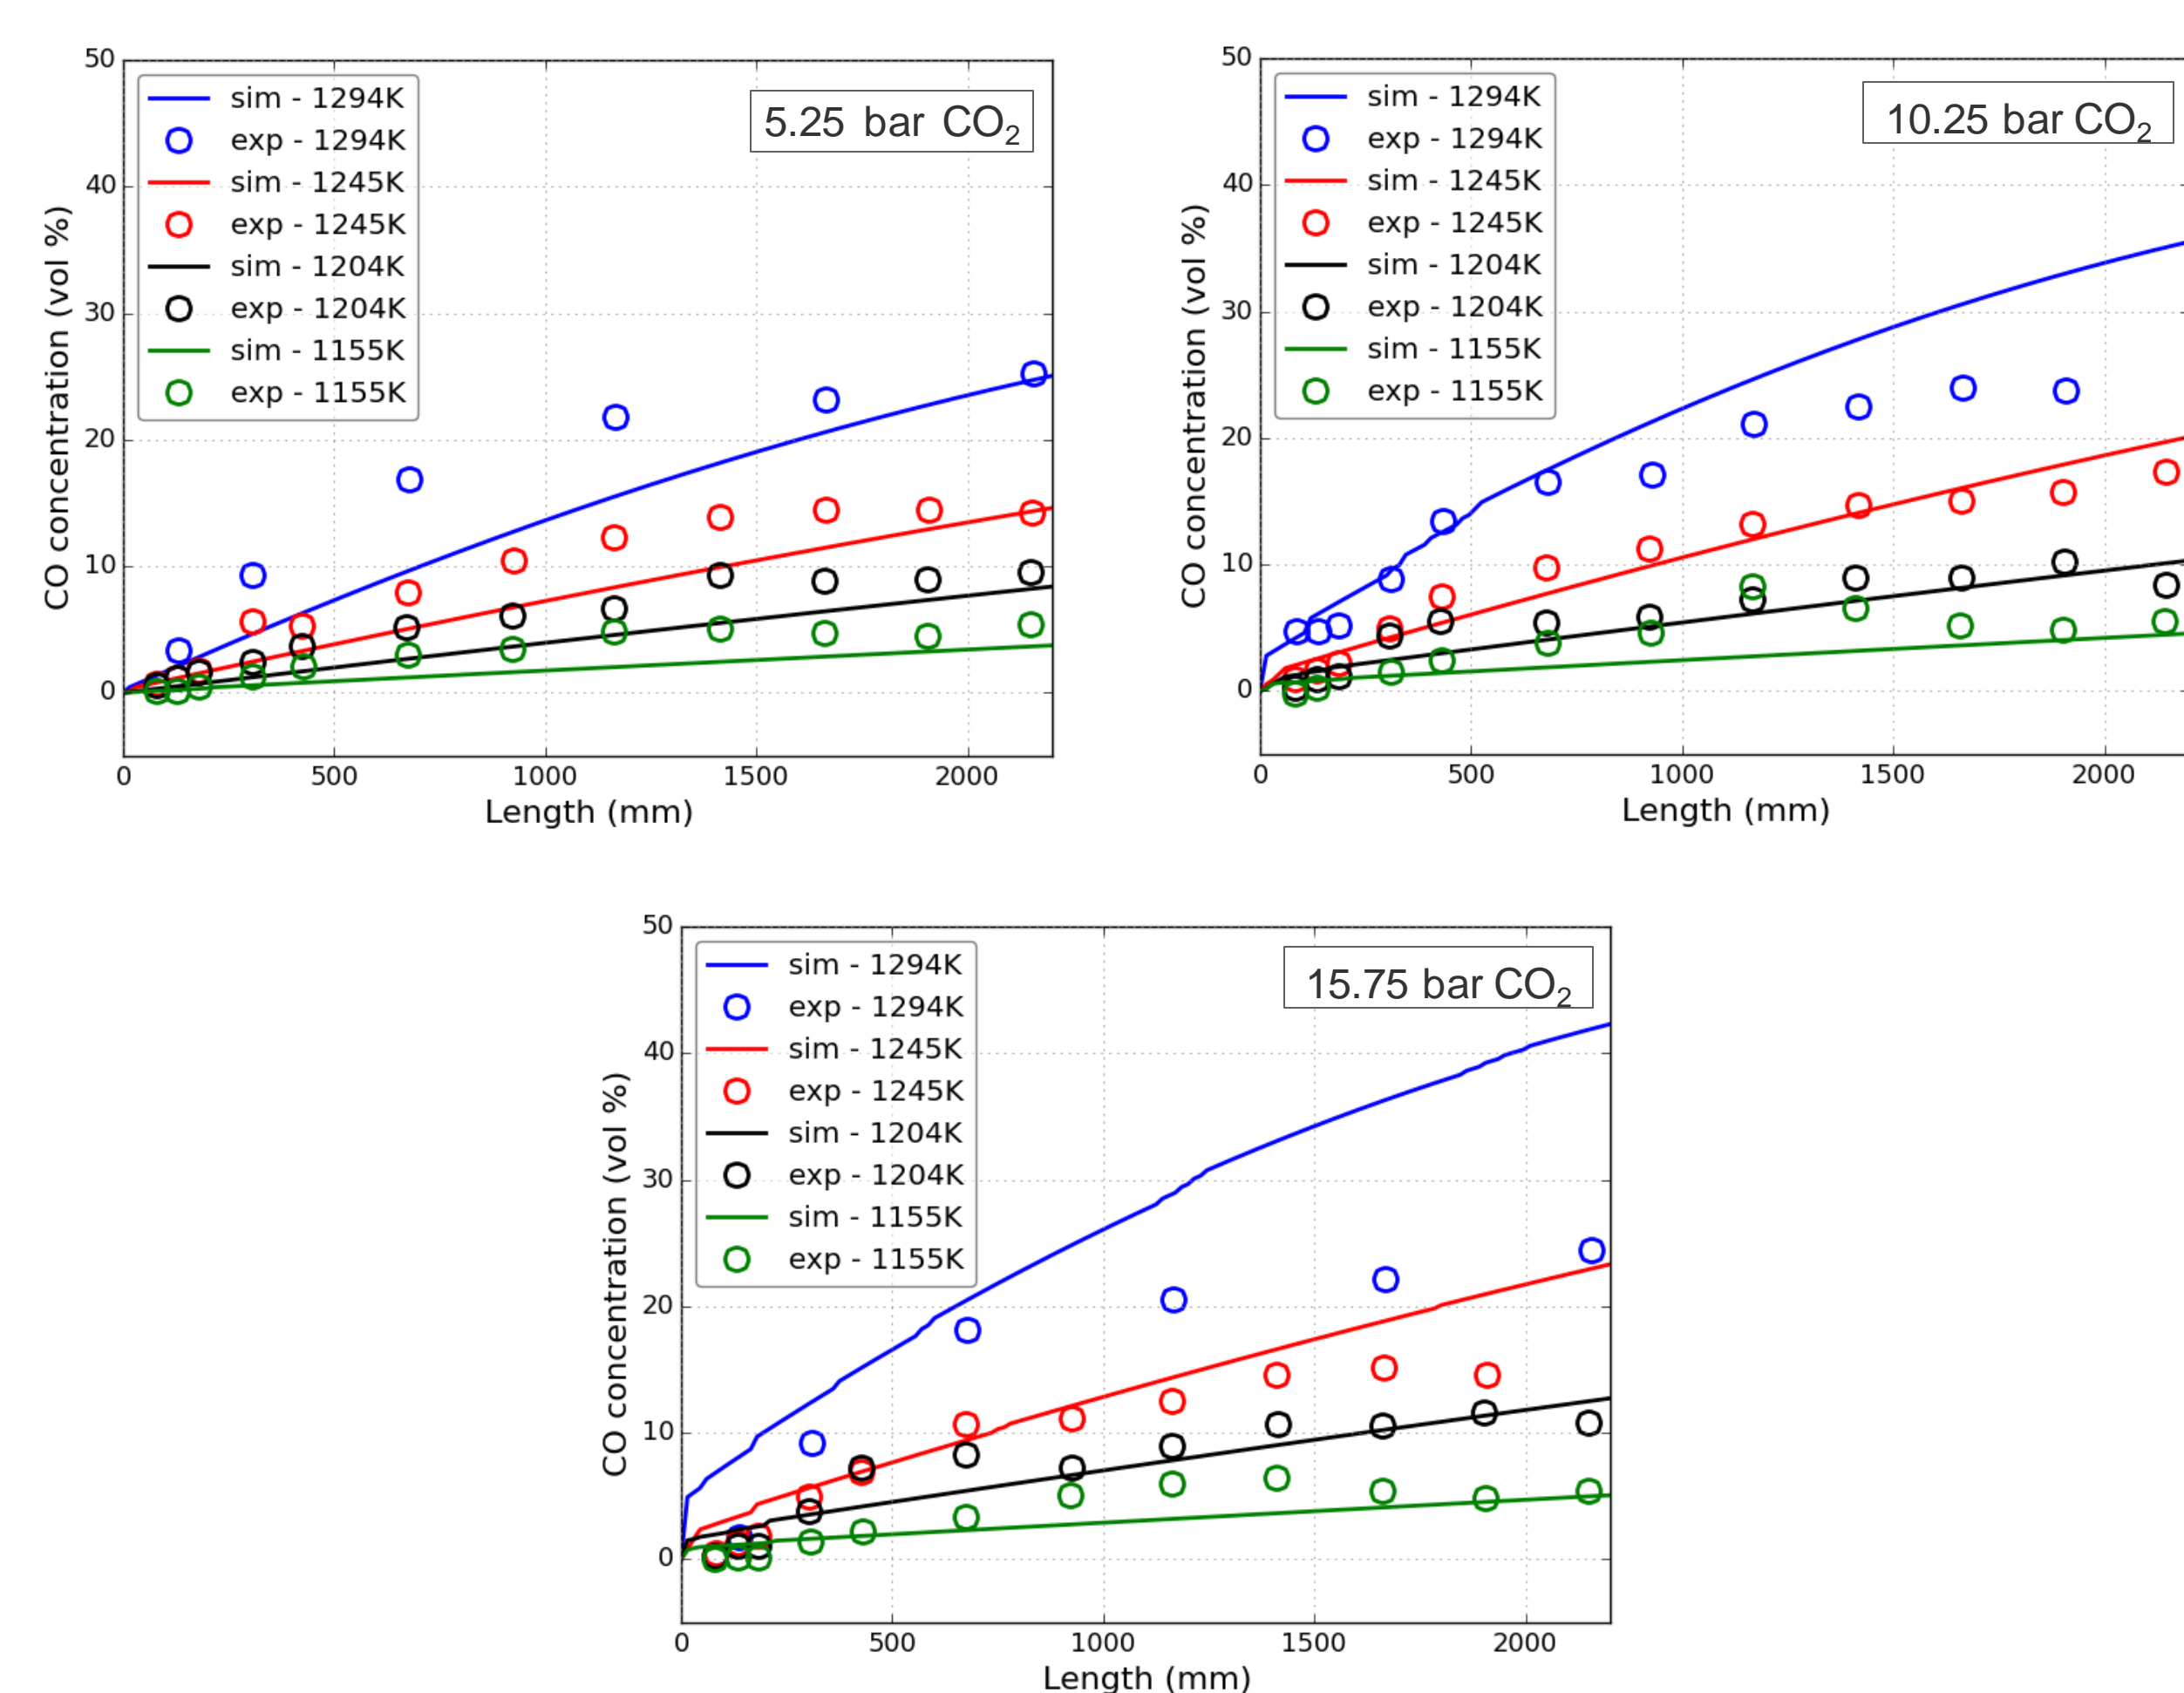 50
40
30
20
10
0
CO concentration (vol %)
sim - 1294K
exp - 1294K
sim - 1245K
exp - 1245K
sim - 1204K
exp - 1204K
sim - 1155K
exp - 1155K
5.25 bar CO₂
0 500 1000 1500 2000
Length (mm)
50
40
30
20
10
0
CO concentration (vol %)
sim - 1294K
exp - 1294K
sim - 1245K
exp - 1245K
sim - 1204K
exp - 1204K
sim - 1155K
exp - 1155K
10.25 bar CO₂
0 500 1000 1500 2000
Length (mm)
50
40
30
20
10
0
CO concentration (vol %)
sim - 1294K
exp - 1294K
sim - 1245K
exp - 1245K
sim - 1204K
exp - 1204K
sim - 1155K
exp - 1155K
15.75 bar CO₂
0 500 1000 1500 2000
Length (mm)